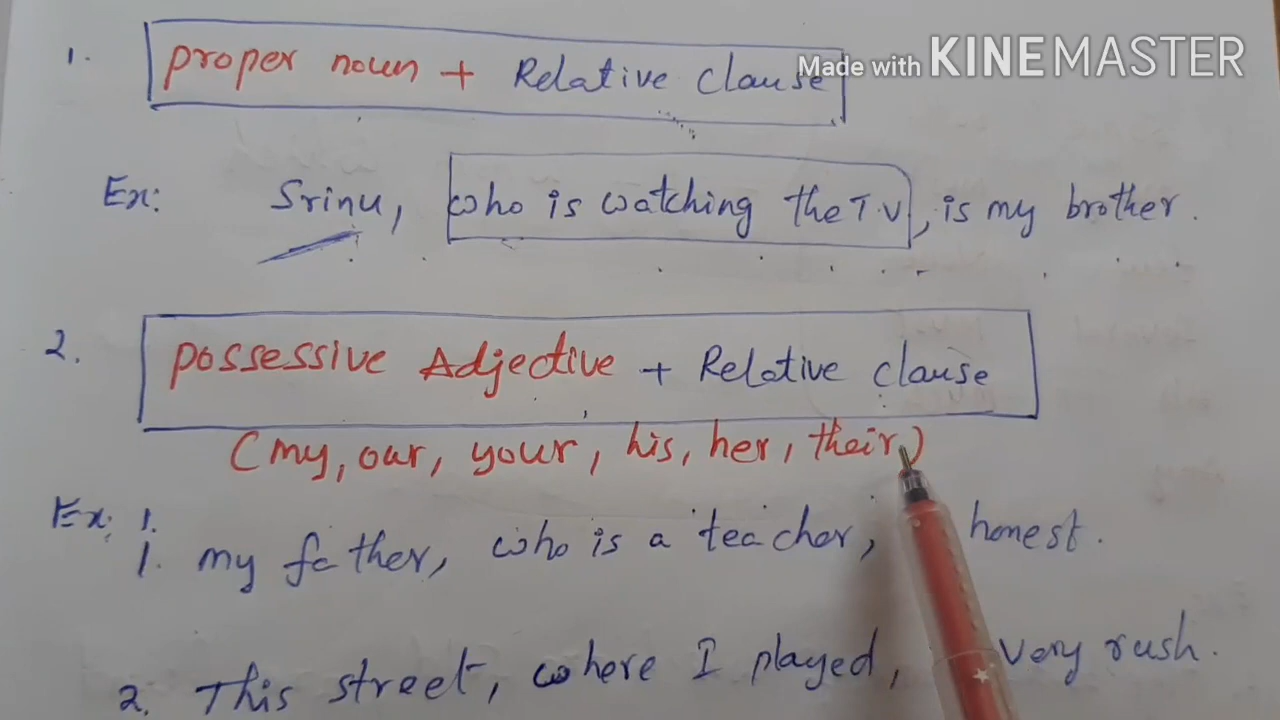 1. proper noun + Relative clause
Made with KINEMASTER
Ex: Srinu, who is watching the T.V, is my brother.
2. possessive Adjective + Relative clause
(my, our, your, his, her, their)
Ex: 1.
1. my father, who is a teacher, honest.
2. This street, where I played, very rush.